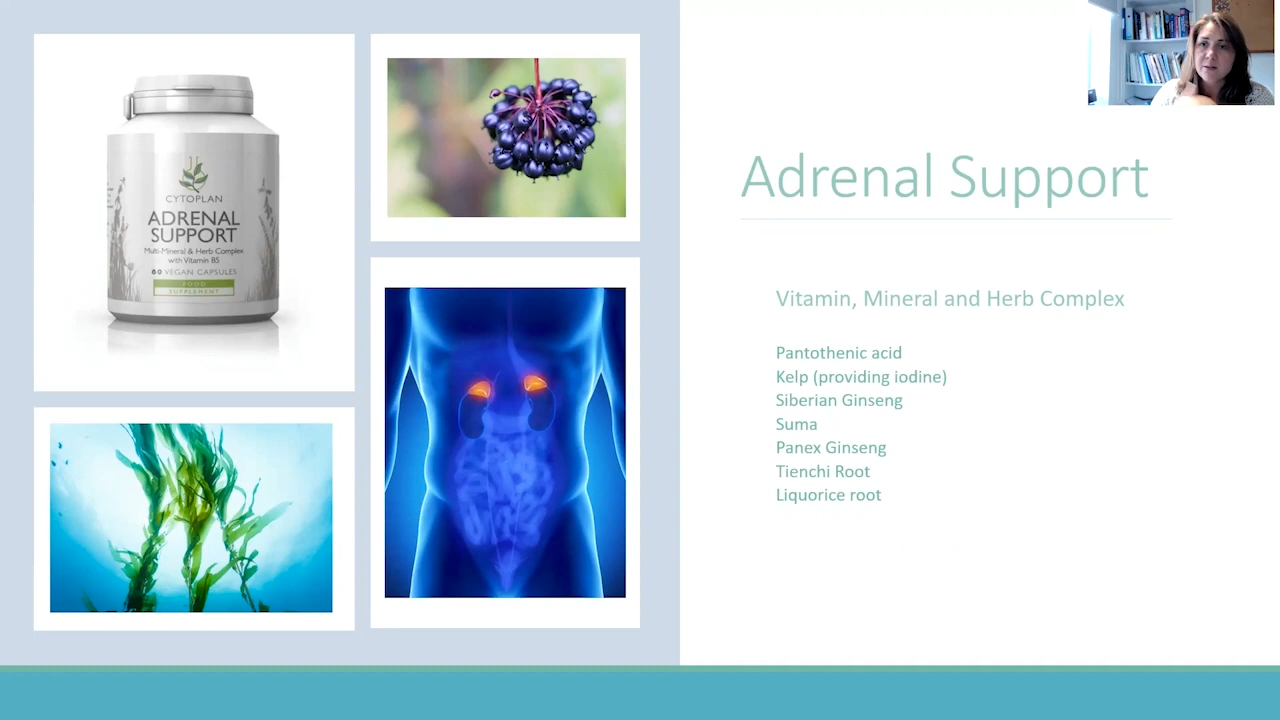 CYTOPLAN
ADRENAL
SUPPORT
Multi-Mineral & Herb Complex
with Vitamin B5
60 VEGAN CAPSULES
FOOD
SUPPLEMENT
Adrenal Support
Vitamin, Mineral and Herb Complex
Pantothenic acid
Kelp (providing iodine)
Siberian Ginseng
Suma
Panex Ginseng
Tienchi Root
Liquorice root